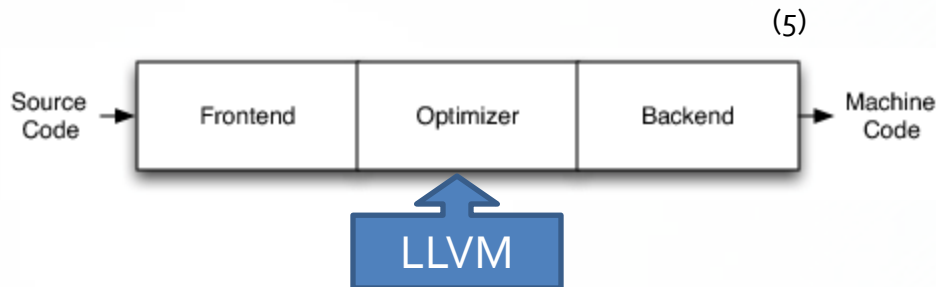 (5)
Source
Code
Frontend
Optimizer
Backend
Machine
Code
LLVM